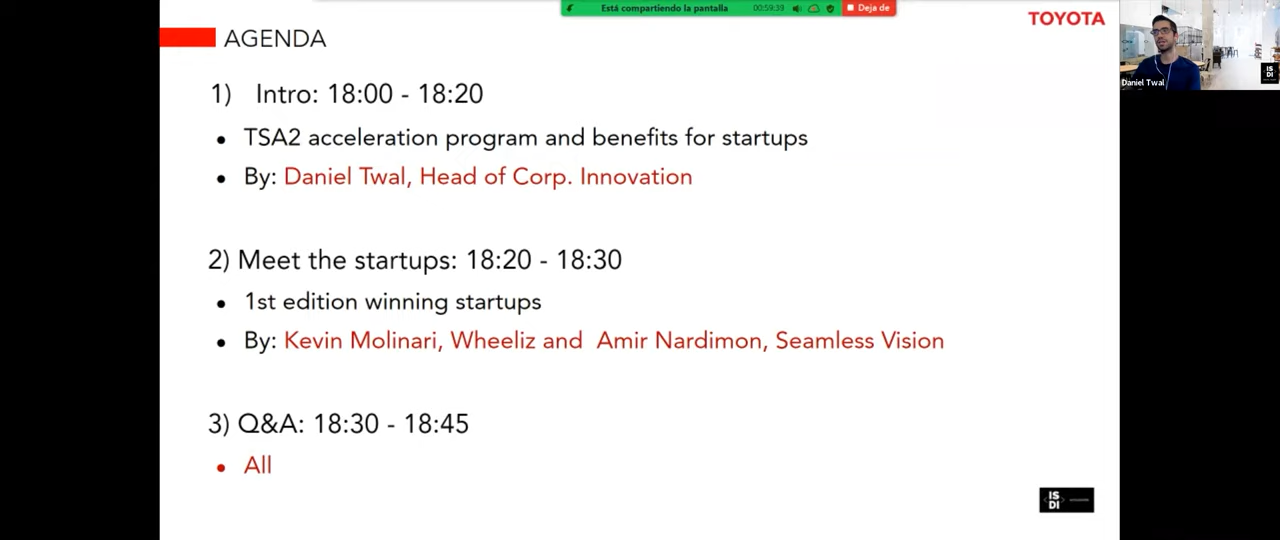 Está compartiendo la pantalla 00:59:39 Deja de
TOYOTA
AGENDA
Daniel Twal
IS
DI
1) Intro: 18:00 - 18:20
• TSA2 acceleration program and benefits for startups
• By: Daniel Twal, Head of Corp. Innovation
2) Meet the startups: 18:20 - 18:30
• 1st edition winning startups
• By: Kevin Molinari, Wheeliz and Amir Nardimon, Seamless Vision
3) Q&A: 18:30 - 18:45
• All
IS
DI